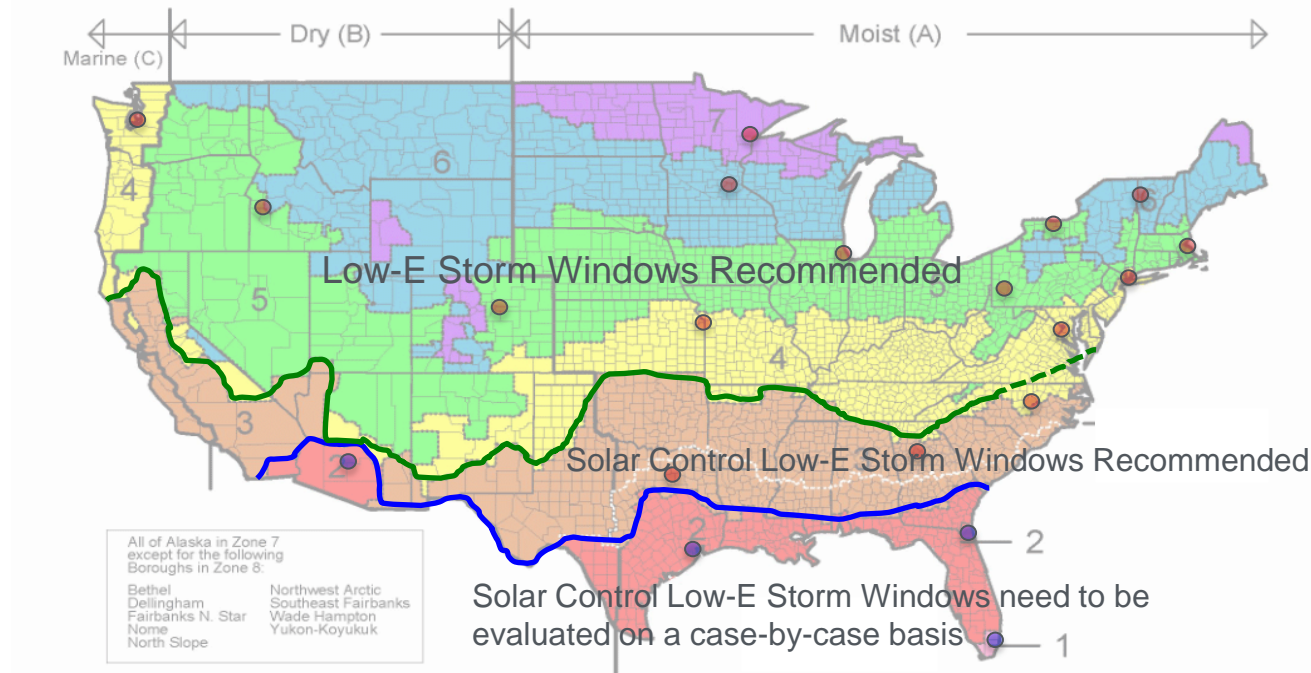 Dry (B)
Moist (A)
Marine (C)
7
6
4
6
Low-E Storm Windows Recommended
5
5
4
3
Solar Control Low-E Storm Windows Recommended
2
2
2
All of Alaska in Zone 7
except for the following
Boroughs in Zone 8:
Bethel
Dellingham
Fairbanks N. Star
Nome
North Slope
Northwest Arctic
Southeast Fairbanks
Wade Hampton
Yukon-Koyukuk
Solar Control Low-E Storm Windows need to be
evaluated on a case-by-case basis
1